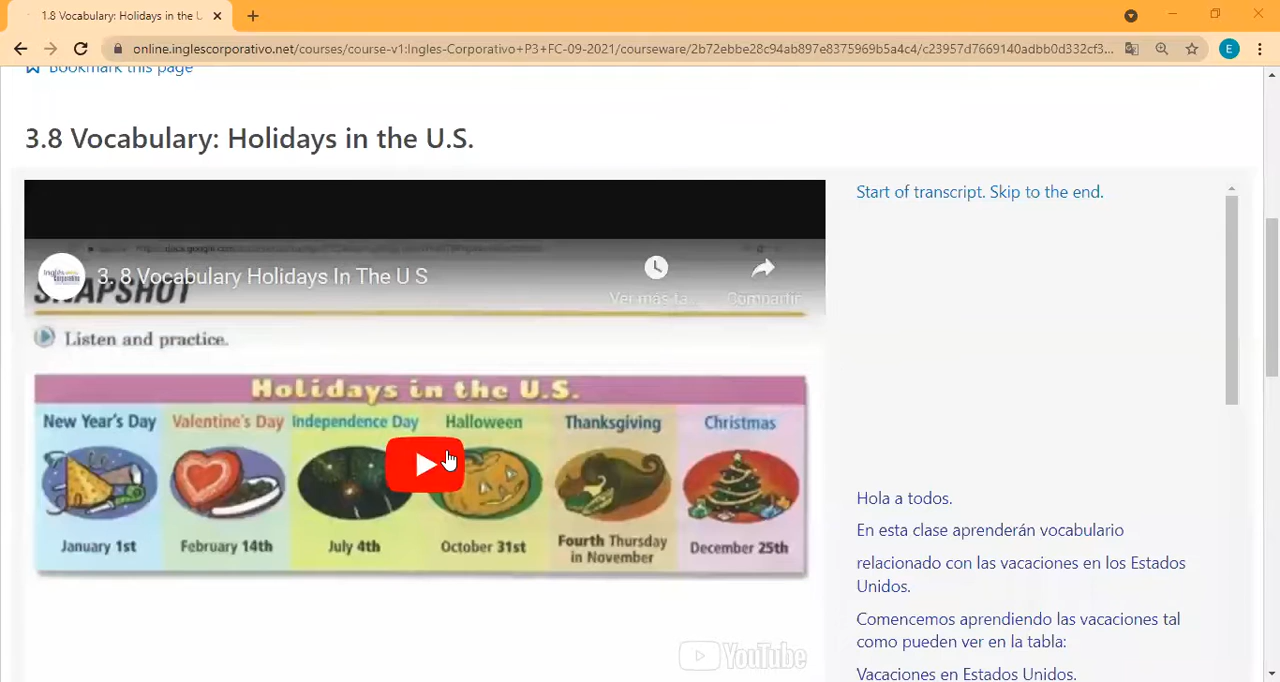 1.8 Vocabulary: Holidays in the U
online.inglescorporativo.net/courses/course-v1:Ingles-Corporativo+P3+FC-09-2021/courseware/2b72ebbe28c94ab897e8375969b5a4c4/c23957d7669140adbb0d332cf3...
E
Bookmark this page
3.8 Vocabulary: Holidays in the U.S.
Start of transcript. Skip to the end.
3. 8 Vocabulary Holidays In The U S
Ver más ta...
Compartir
SNAPSHOT
Listen and practice.
Holidays in the U.S.
New Year's Day Valentine's Day Independence Day Halloween Thanksgiving Christmas
January 1st February 14th July 4th October 31st Fourth Thursday in November December 25th
YouTube
Hola a todos.
En esta clase aprenderán vocabulario
relacionado con las vacaciones en los Estados
Unidos.
Comencemos aprendiendo las vacaciones tal
como pueden ver en la tabla:
Vacaciones en Estados Unidos.